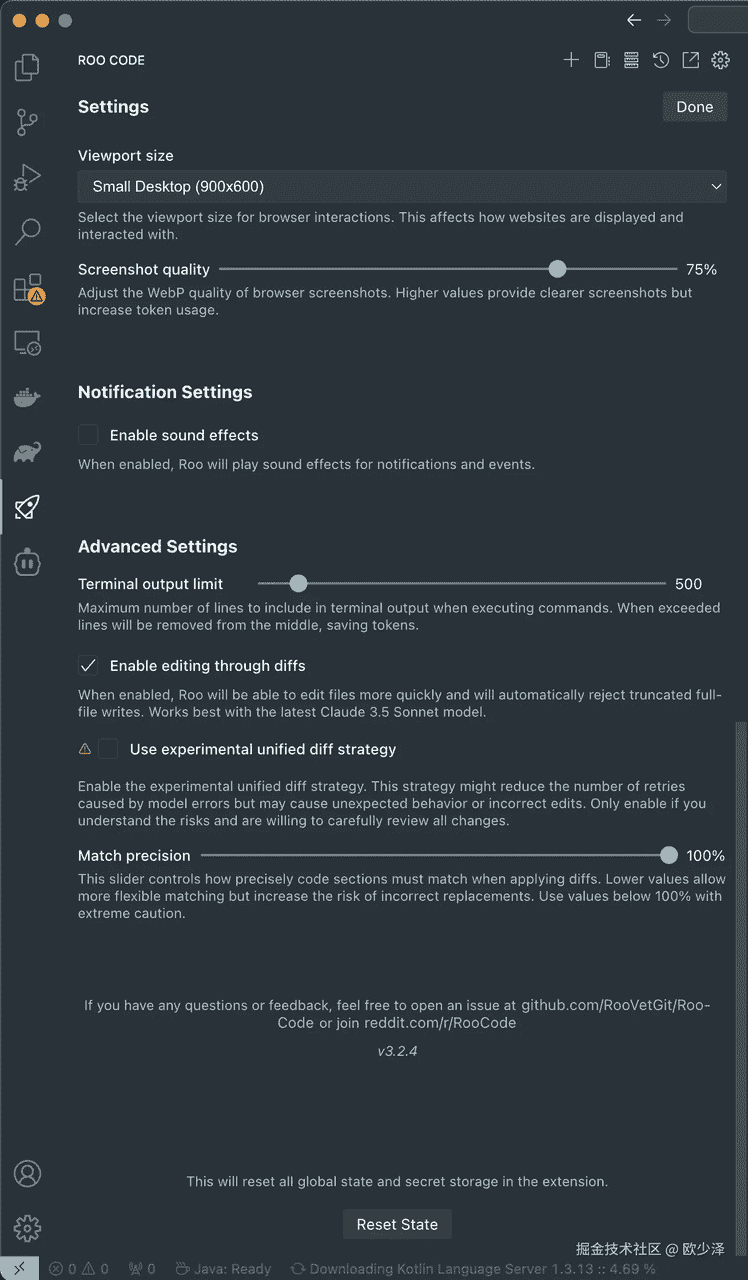 ROO CODE
Settings
Done
Viewport size
Small Desktop (900x600)
Select the viewport size for browser interactions. This affects how websites are displayed and
interacted with.
Screenshot quality
75%
Adjust the WebP quality of browser screenshots. Higher values provide clearer screenshots but
increase token usage.
Notification Settings
Enable sound effects
When enabled, Roo will play sound effects for notifications and events.
Advanced Settings
Terminal output limit
500
Maximum number of lines to include in terminal output when executing commands. When exceeded
lines will be removed from the middle, saving tokens.
Enable editing through diffs
When enabled, Roo will be able to edit files more quickly and will automatically reject truncated full-
file writes. Works best with the latest Claude 3.5 Sonnet model.
Use experimental unified diff strategy
Enable the experimental unified diff strategy. This strategy might reduce the number of retries
caused by model errors but may cause unexpected behavior or incorrect edits. Only enable if you
understand the risks and are willing to carefully review all changes.
Match precision
100%
This slider controls how precisely code sections must match when applying diffs. Lower values allow
more flexible matching but increase the risk of incorrect replacements. Use values below 100% with
extreme caution.
If you have any questions or feedback, feel free to open an issue at github.com/RooVetGit/Roo-
Code or join reddit.com/r/RooCode
v3.2.4
This will reset all global state and secret storage in the extension.
Reset State
掘金技术社区 @ 欧少泽
0 0 0 Java: Ready Downloading Kotlin Language Server 1.3.13 :: 4.69 %